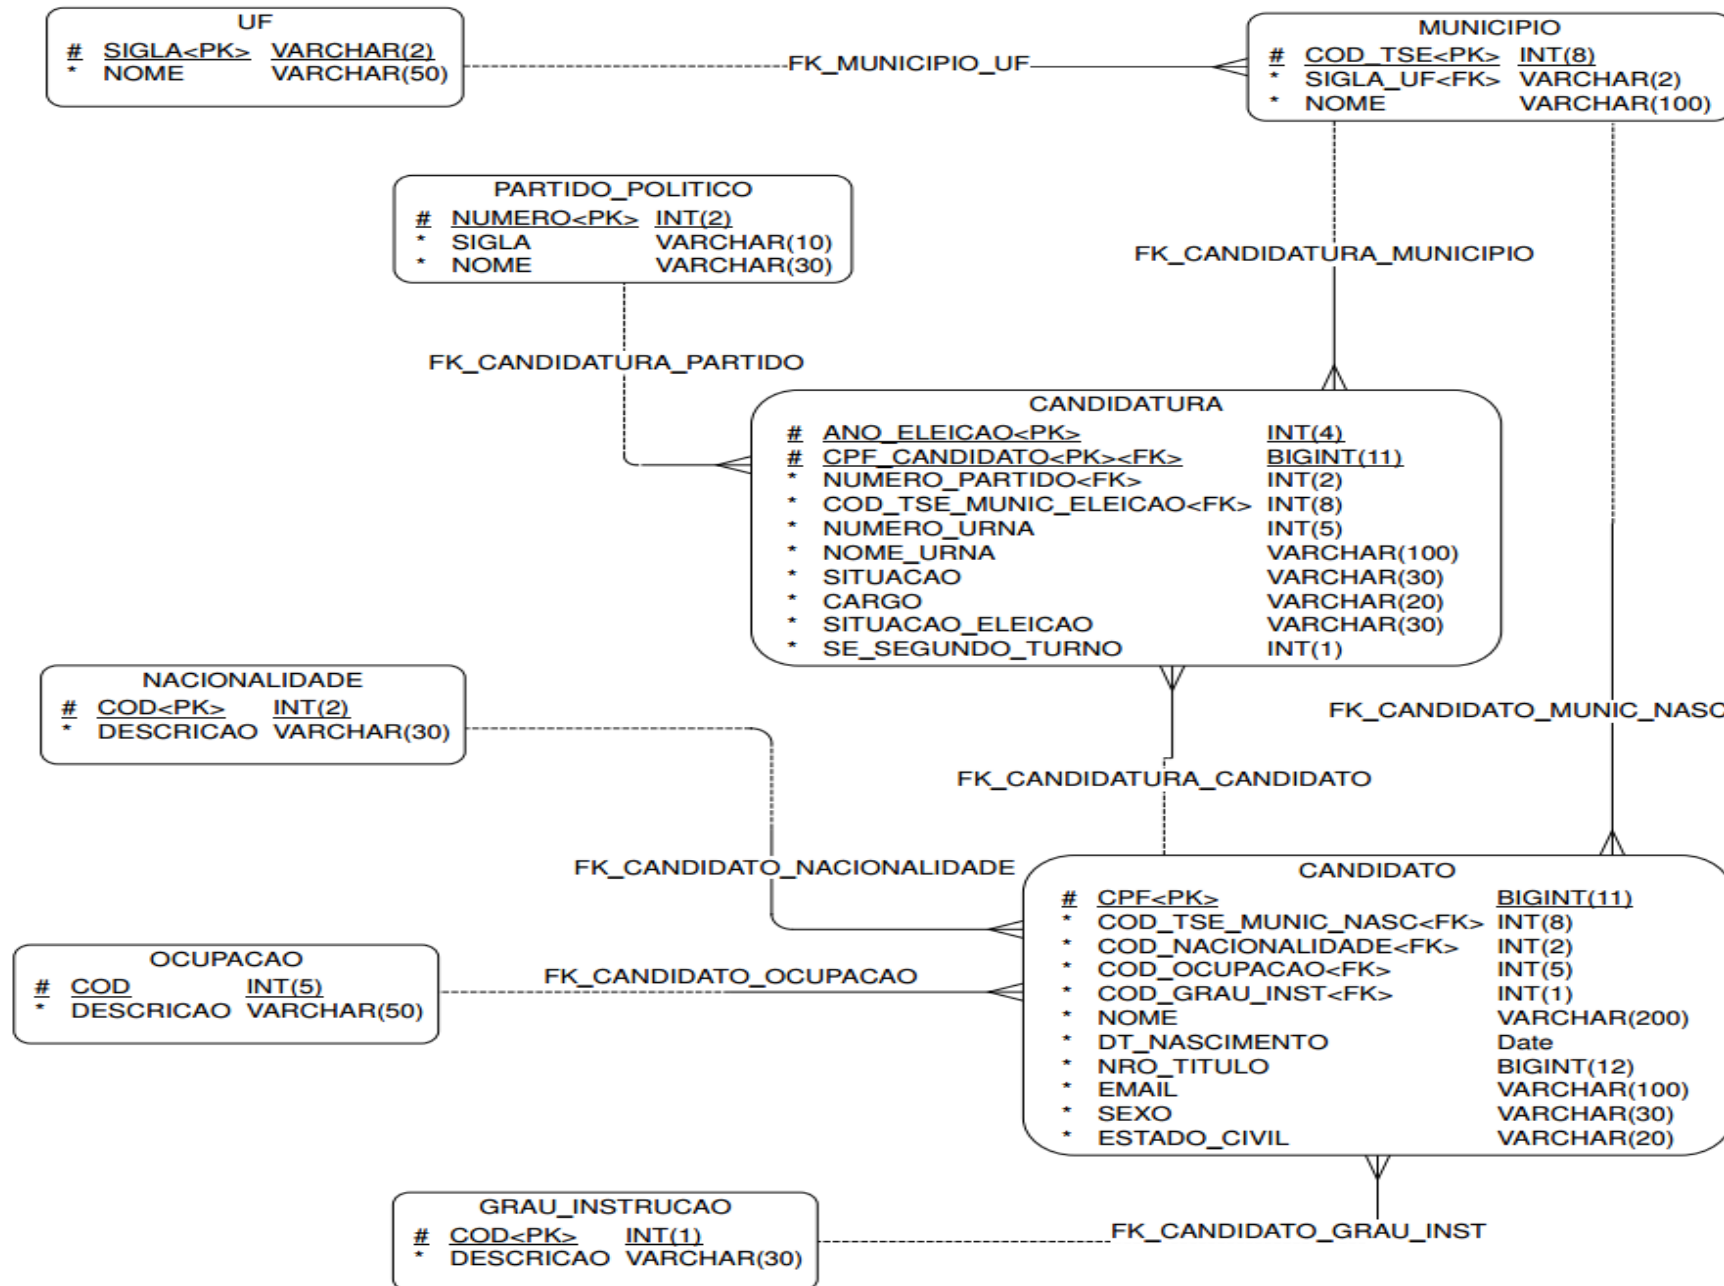 UF
# SIGLA<PK> VARCHAR(2)
* NOME VARCHAR(50)
FK_MUNICIPIO_UF
MUNICIPIO
# COD_TSE<PK> INT(8)
* SIGLA_UF<FK> VARCHAR(2)
* NOME VARCHAR(100)
PARTIDO_POLITICO
# NUMERO<PK> INT(2)
* SIGLA VARCHAR(10)
* NOME VARCHAR(30)
FK_CANDIDATURA_MUNICIPIO
FK_CANDIDATURA_PARTIDO
CANDIDATURA
# ANO_ELEICAO<PK> INT(4)
# CPF_CANDIDATO<PK><FK> BIGINT(11)
* NUMERO_PARTIDO<FK> INT(2)
* COD_TSE_MUNIC_ELEICAO<FK> INT(8)
* NUMERO_URNA INT(5)
* NOME_URNA VARCHAR(100)
* SITUACAO VARCHAR(30)
* CARGO VARCHAR(20)
* SITUACAO_ELEICAO VARCHAR(30)
* SE_SEGUNDO_TURNO INT(1)
NACIONALIDADE
# COD<PK> INT(2)
* DESCRICAO VARCHAR(30)
FK_CANDIDATO_MUNIC_NASC
FK_CANDIDATURA_CANDIDATO
FK_CANDIDATO_NACIONALIDADE
CANDIDATO
# CPF<PK> BIGINT(11)
* COD_TSE_MUNIC_NASC<FK> INT(8)
* COD_NACIONALIDADE<FK> INT(2)
* COD_OCUPACAO<FK> INT(5)
* COD_GRAU_INST<FK> INT(1)
* NOME VARCHAR(200)
* DT_NASCIMENTO Date
* NRO_TITULO BIGINT(12)
* EMAIL VARCHAR(100)
* SEXO VARCHAR(30)
* ESTADO_CIVIL VARCHAR(20)
OCUPACAO
# COD INT(5)
* DESCRICAO VARCHAR(50)
FK_CANDIDATO_OCUPACAO
GRAU_INSTRUCAO
# COD<PK> INT(1)
* DESCRICAO VARCHAR(30)
FK_CANDIDATO_GRAU_INST